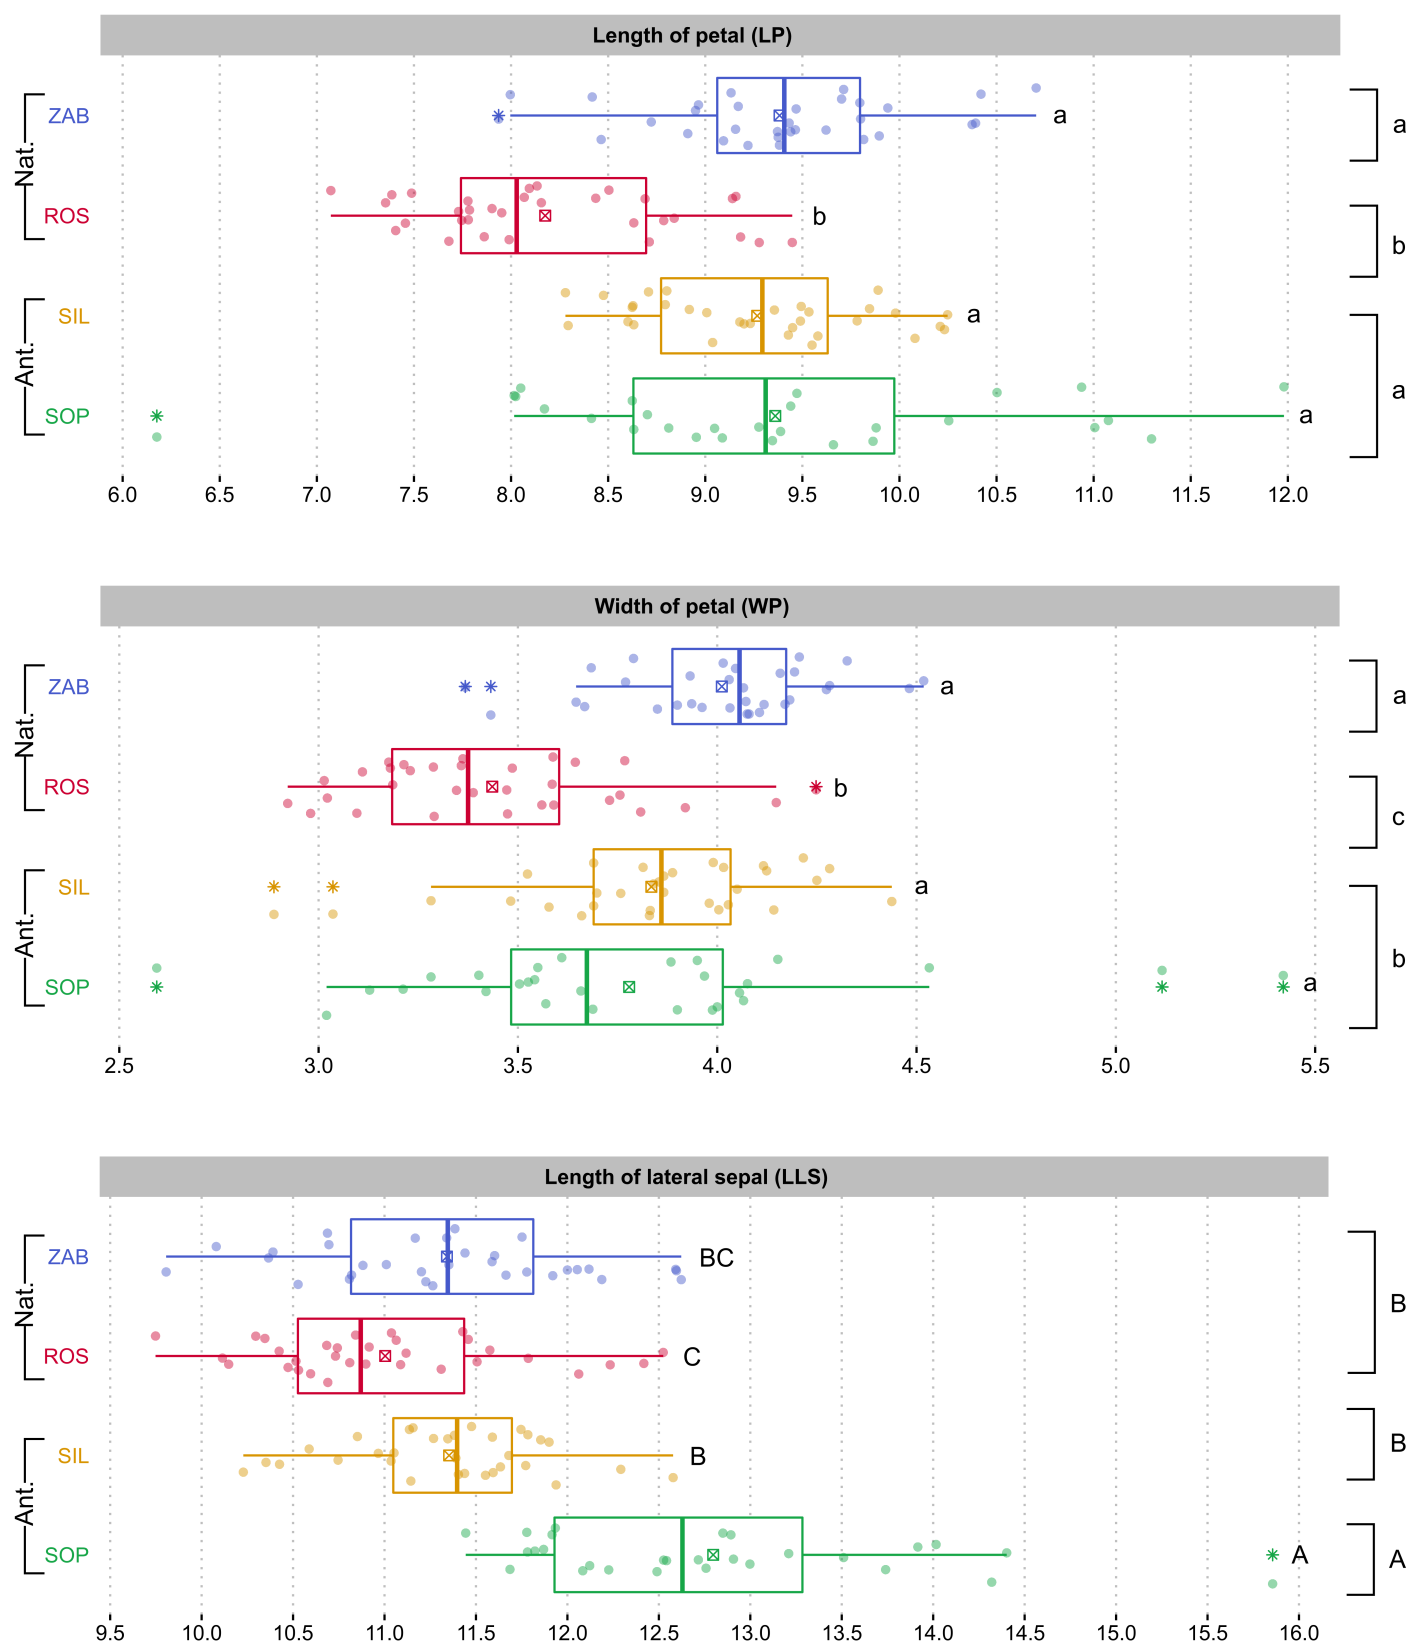 Length of petal (LP)
Nat.
ZAB
a
a
ROS
b
b
Ant.
SIL
a
SOP
a
a
6.0 6.5 7.0 7.5 8.0 8.5 9.0 9.5 10.0 10.5 11.0 11.5 12.0
Width of petal (WP)
Nat.
ZAB
a
a
ROS
b
c
Ant.
SIL
a
SOP
a
b
2.5 3.0 3.5 4.0 4.5 5.0 5.5
Length of lateral sepal (LLS)
Nat.
ZAB
BC
B
ROS
C
Ant.
SIL
B
B
SOP
A
A
9.5 10.0 10.5 11.0 11.5 12.0 12.5 13.0 13.5 14.0 14.5 15.0 15.5 16.0